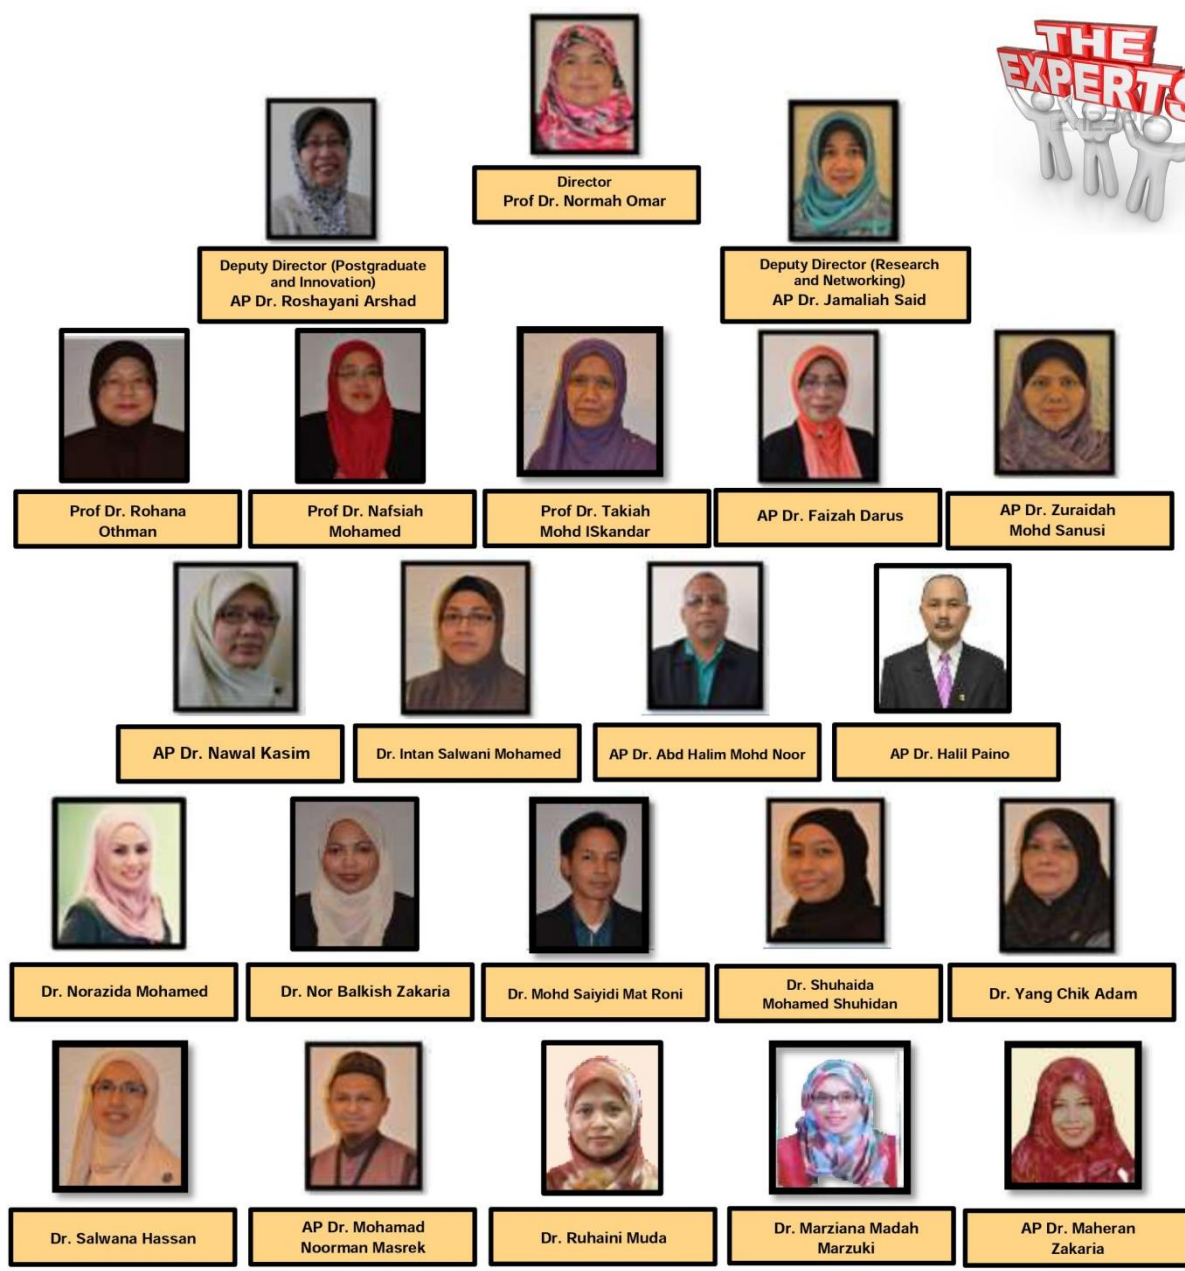 THE
EXPERTS
Director
Prof Dr. Normah Omar
Deputy Director (Postgraduate
and Innovation)
AP Dr. Roshayani Arshad
Deputy Director (Research
and Networking)
AP Dr. Jamaliah Said
Prof Dr. Rohana
Othman
Prof Dr. Nafsiah
Mohamed
Prof Dr. Takiah
Mohd ISkandar
AP Dr. Faizah Darus
AP Dr. Zuraidah
Mohd Sanusi
AP Dr. Nawal Kasim
Dr. Intan Salwani Mohamed
AP Dr. Abd Halim Mohd Noor
AP Dr. Halil Paino
Dr. Norazida Mohamed
Dr. Nor Balkish Zakaria
Dr. Mohd Saiyidi Mat Roni
Dr. Shuhaida
Mohamed Shuhidan
Dr. Yang Chik Adam
Dr. Salwana Hassan
AP Dr. Mohamad
Noorman Masrek
Dr. Ruhaini Muda
Dr. Marziana Madah
Marzuki
AP Dr. Maheran
Zakaria